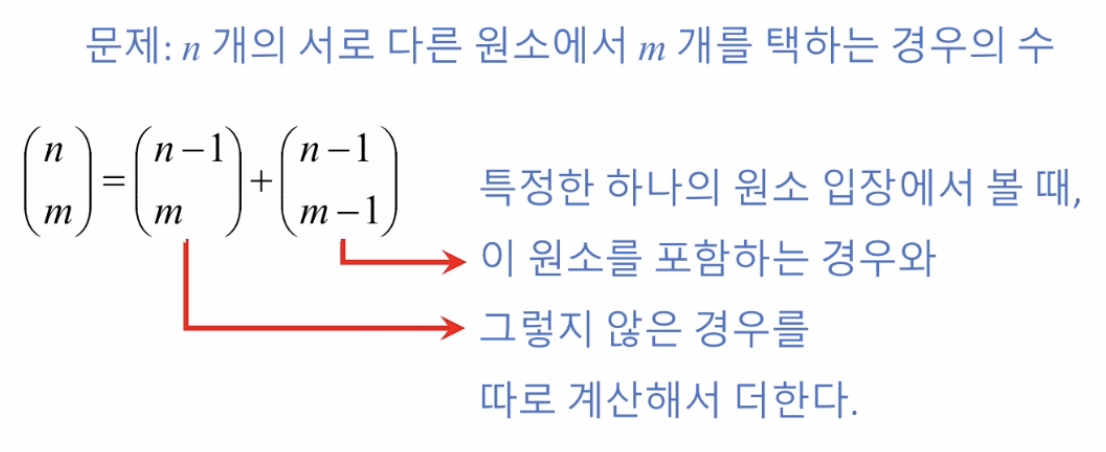 문제: n 개의 서로 다른 원소에서 m 개를 택하는 경우의 수
(n m) = (n−1 m) + (n−1 m−1)
특정한 하나의 원소 입장에서 볼 때,
이 원소를 포함하는 경우와
그렇지 않은 경우를
따로 계산해서 더한다.